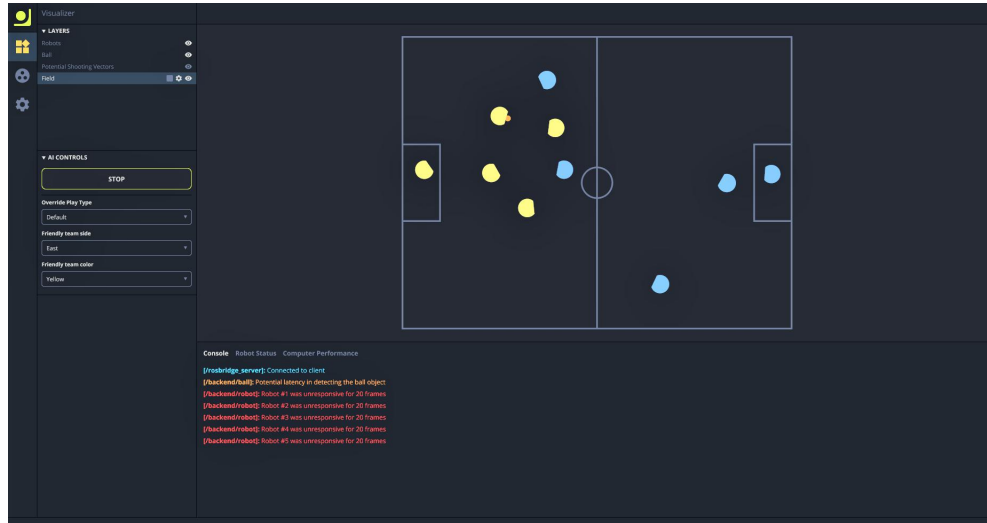 Visualizer
▼ LAYERS
Robots
Ball
Potential Shooting Vectors
Field
▼ AI CONTROLS
STOP
Override Play Type
Default
Friendly team side
East
Friendly team color
Yellow
Console Robot Status Computer Performance
[/rosbridge_server]: Connected to client
[/backend/ball]: Potential latency in detecting the ball object
[/backend/robot]: Robot #1 was unresponsive for 20 frames
[/backend/robot]: Robot #2 was unresponsive for 20 frames
[/backend/robot]: Robot #3 was unresponsive for 20 frames
[/backend/robot]: Robot #4 was unresponsive for 20 frames
[/backend/robot]: Robot #5 was unresponsive for 20 frames